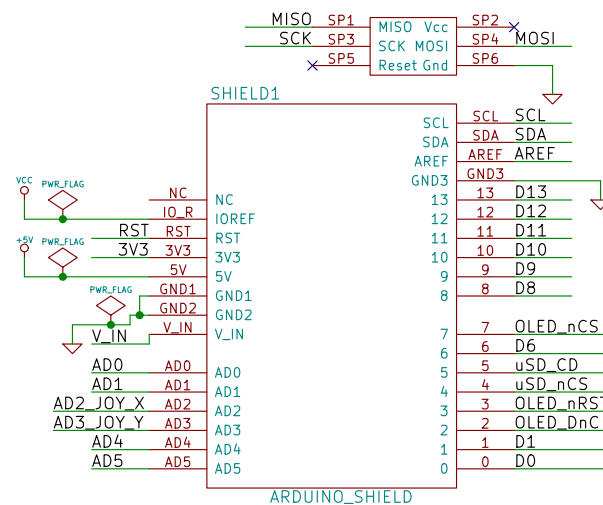 MISO SP1 MISO Vcc SP2
SCK SP3 SCK MOSI SP4 MOSI
SP5 Reset Gnd SP6
SHIELD1
SCL SCL SCL
SDA SDA SDA
AREF AREF AREF
GND3 GND3
VCC PWR_FLAG NC NC 13 13 D13
IO_R IOREF 12 12 D12
RST RST RST 11 11 D11
+5V PWR_FLAG 3V3 3V3 3V3 10 10 D10
5V 5V 9 9 D9
PWR_FLAG GND1 GND1 8 8 D8
GND2 GND2
V_IN V_IN V_IN 7 7 OLED_nCS
6 6 D6
AD0 AD0 AD0 5 5 uSD_CD
AD1 AD1 AD1 4 4 uSD_nCS
AD2_JOY_X AD2 AD2 3 3 OLED_nRST
AD3_JOY_Y AD3 AD3 2 2 OLED_DnC
AD4 AD4 AD4 1 1 D1
AD5 AD5 AD5 0 0 D0
ARDUINO_SHIELD